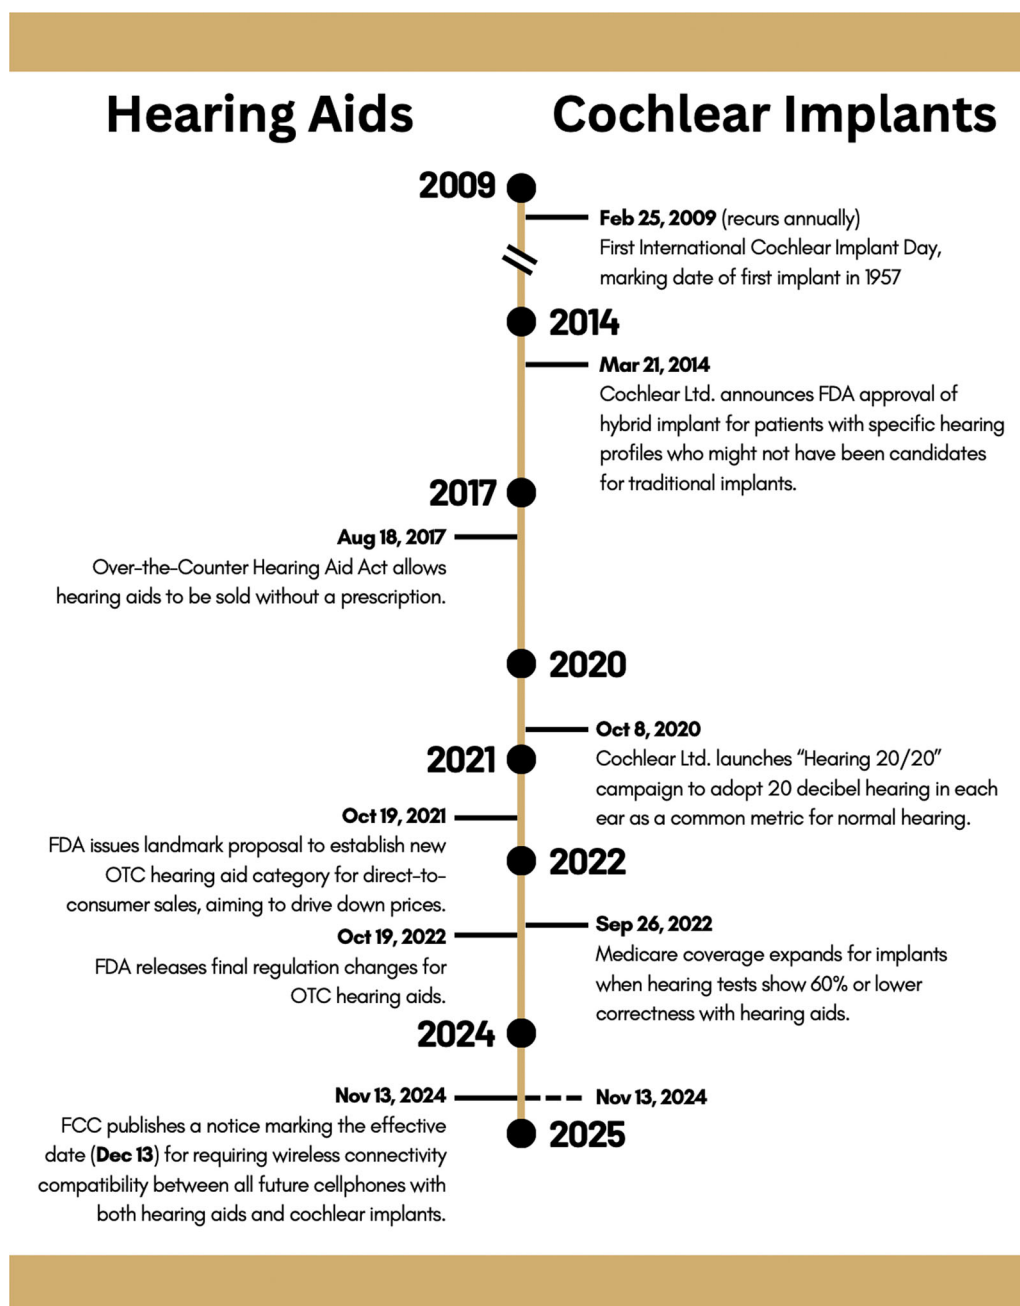 Hearing Aids
Cochlear Implants
2009
Feb 25, 2009 (recurs annually)
First International Cochlear Implant Day,
marking date of first implant in 1957
2014
Mar 21, 2014
Cochlear Ltd. announces FDA approval of
hybrid implant for patients with specific hearing
profiles who might not have been candidates
for traditional implants.
2017
Aug 18, 2017
Over-the-Counter Hearing Aid Act allows
hearing aids to be sold without a prescription.
2020
Oct 8, 2020
Cochlear Ltd. launches “Hearing 20/20”
campaign to adopt 20 decibel hearing in each
ear as a common metric for normal hearing.
2021
Oct 19, 2021
FDA issues landmark proposal to establish new
OTC hearing aid category for direct-to-
consumer sales, aiming to drive down prices.
2022
Sep 26, 2022
Medicare coverage expands for implants
when hearing tests show 60% or lower
correctness with hearing aids.
Oct 19, 2022
FDA releases final regulation changes for
OTC hearing aids.
2024
Nov 13, 2024
FCC publishes a notice marking the effective
date (Dec 13) for requiring wireless connectivity
compatibility between all future cellphones with
both hearing aids and cochlear implants.
Nov 13, 2024
2025